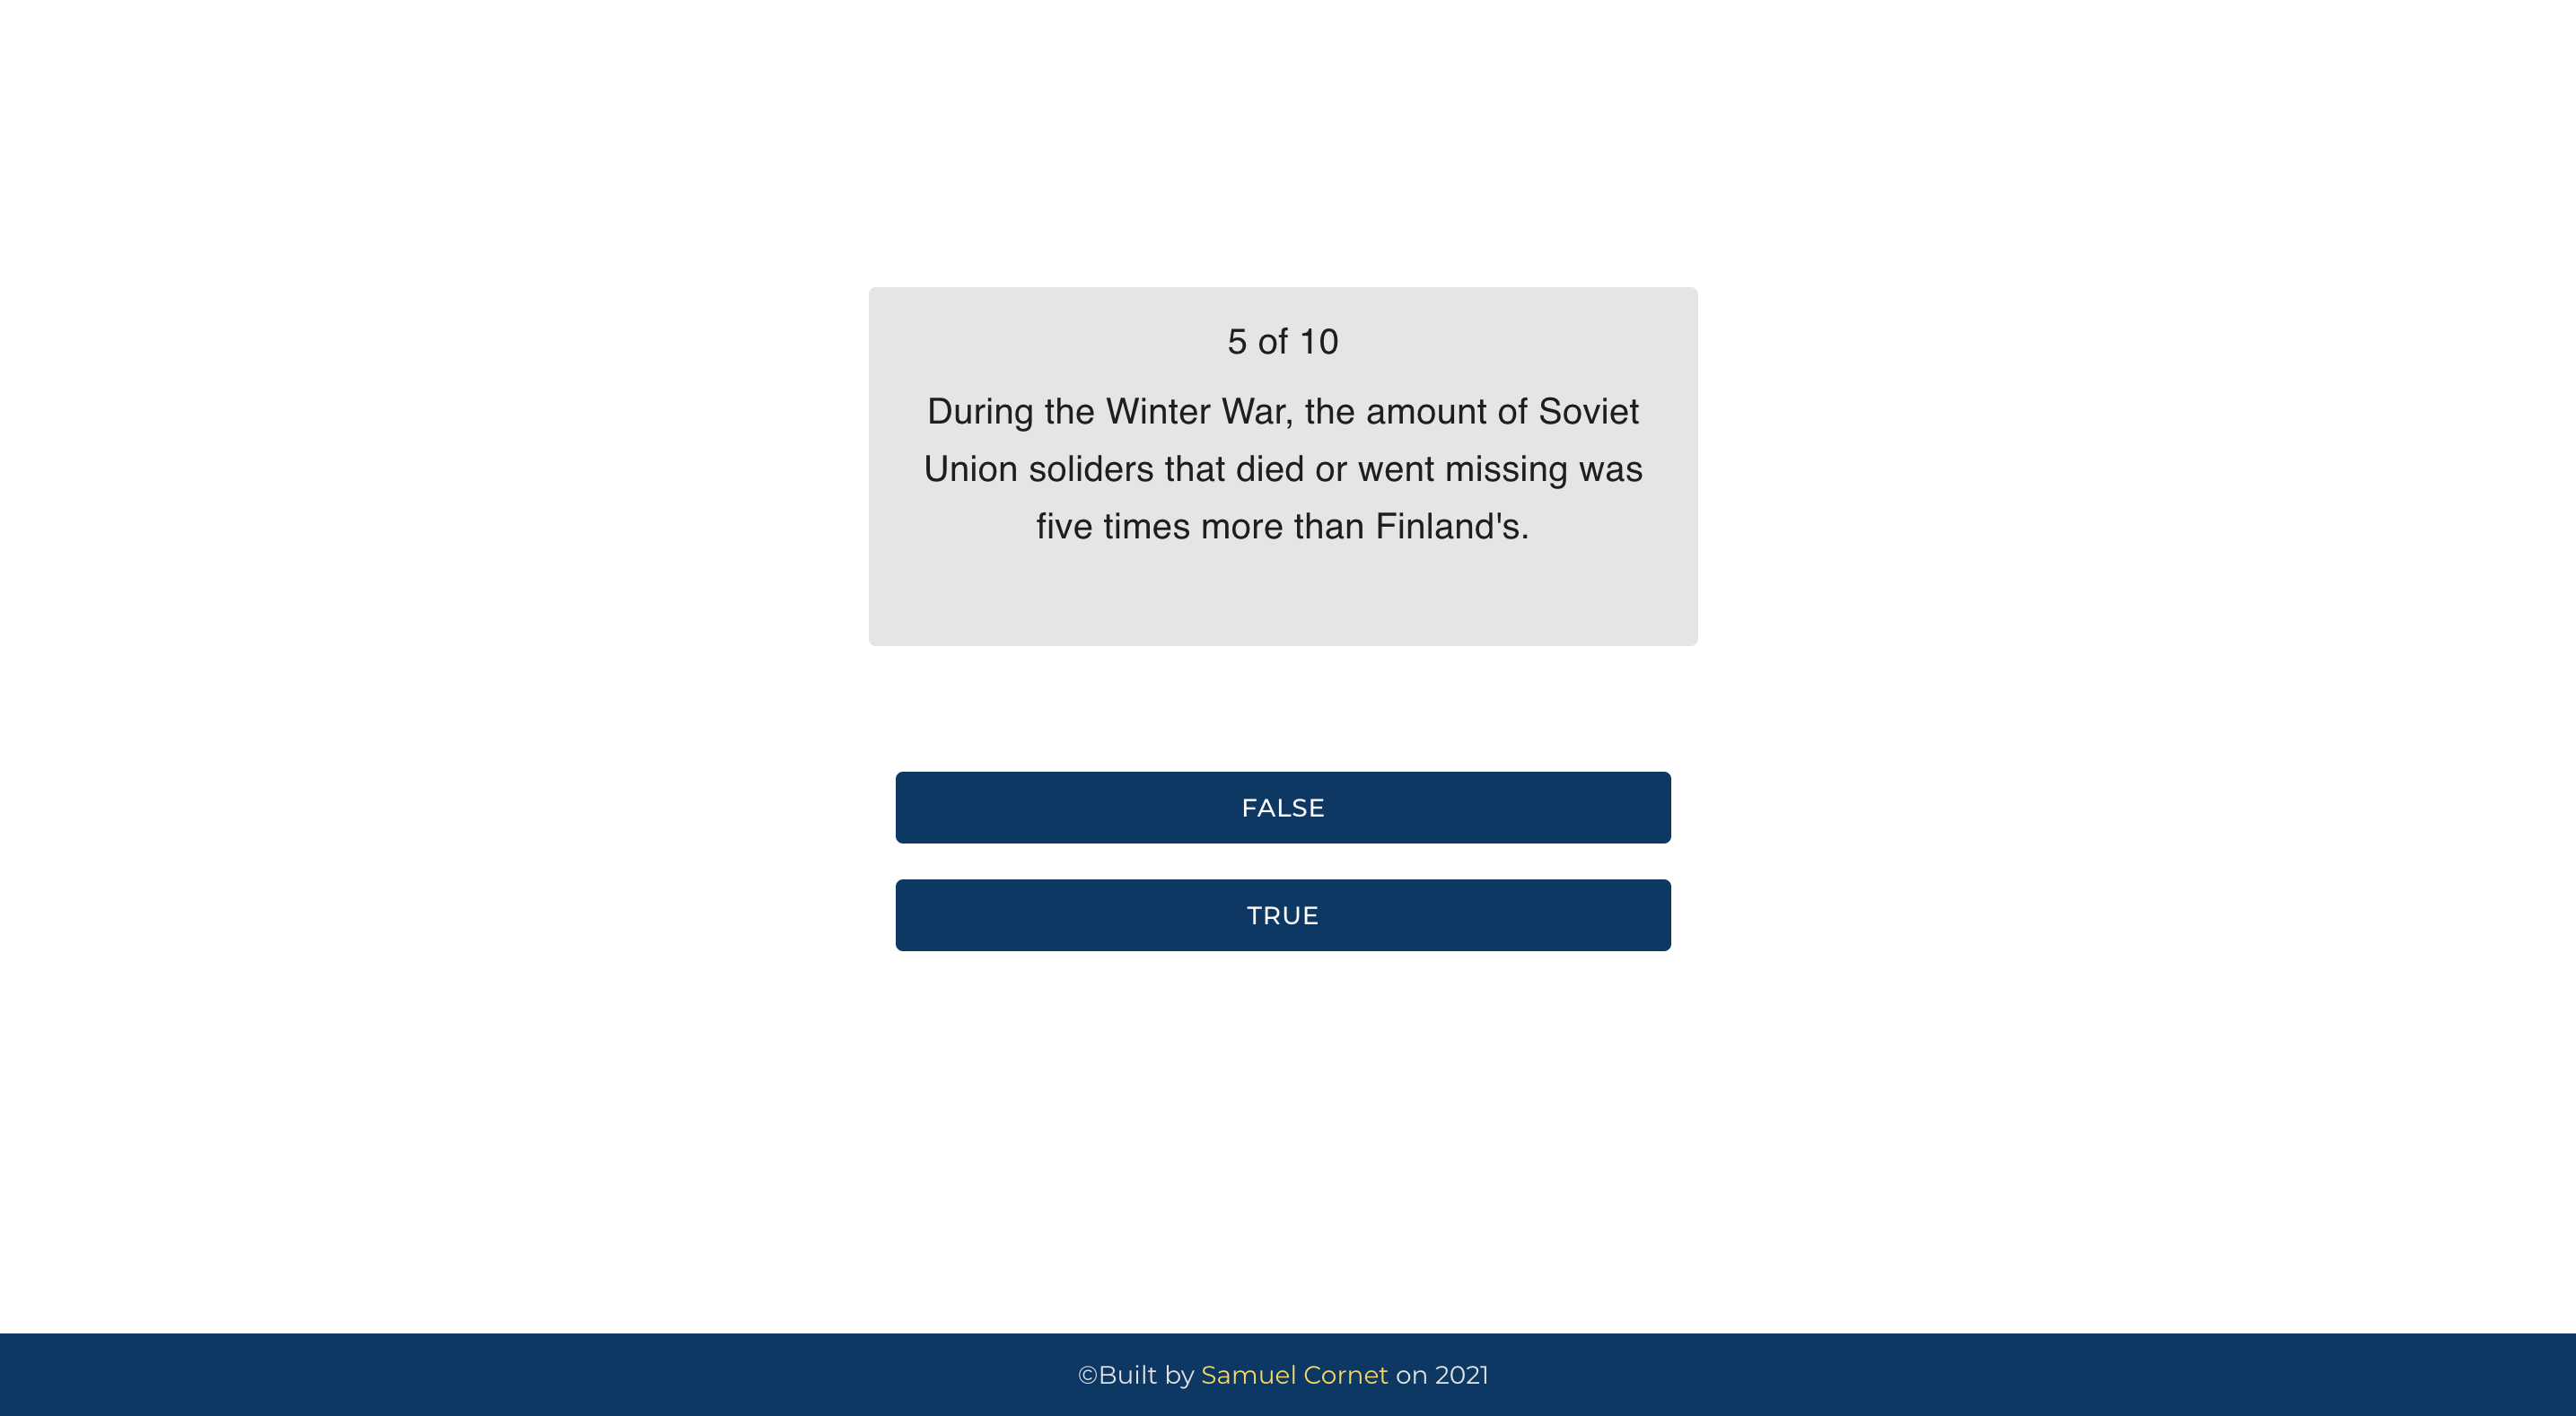 5 of 10
During the Winter War, the amount of Soviet
Union soliders that died or went missing was
five times more than Finland's.
FALSE
TRUE
©Built by Samuel Cornet on 2021